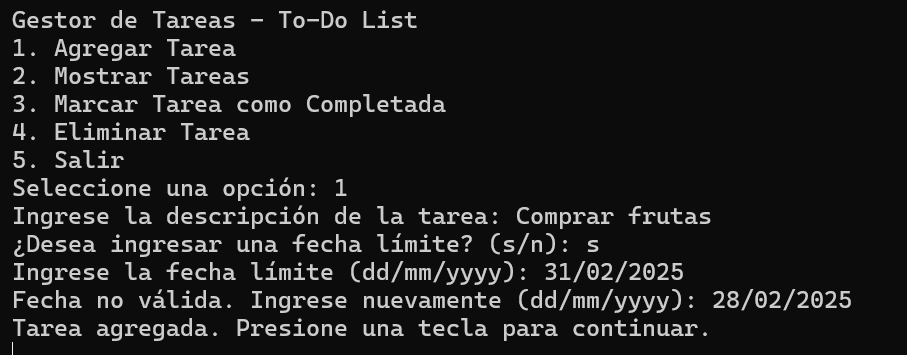 Gestor de Tareas - To-Do List
1. Agregar Tarea
2. Mostrar Tareas
3. Marcar Tarea como Completada
4. Eliminar Tarea
5. Salir
Seleccione una opción: 1
Ingrese la descripción de la tarea: Comprar frutas
¿Desea ingresar una fecha límite? (s/n): s
Ingrese la fecha límite (dd/mm/yyyy): 31/02/2025
Fecha no válida. Ingrese nuevamente (dd/mm/yyyy): 28/02/2025
Tarea agregada. Presione una tecla para continuar.